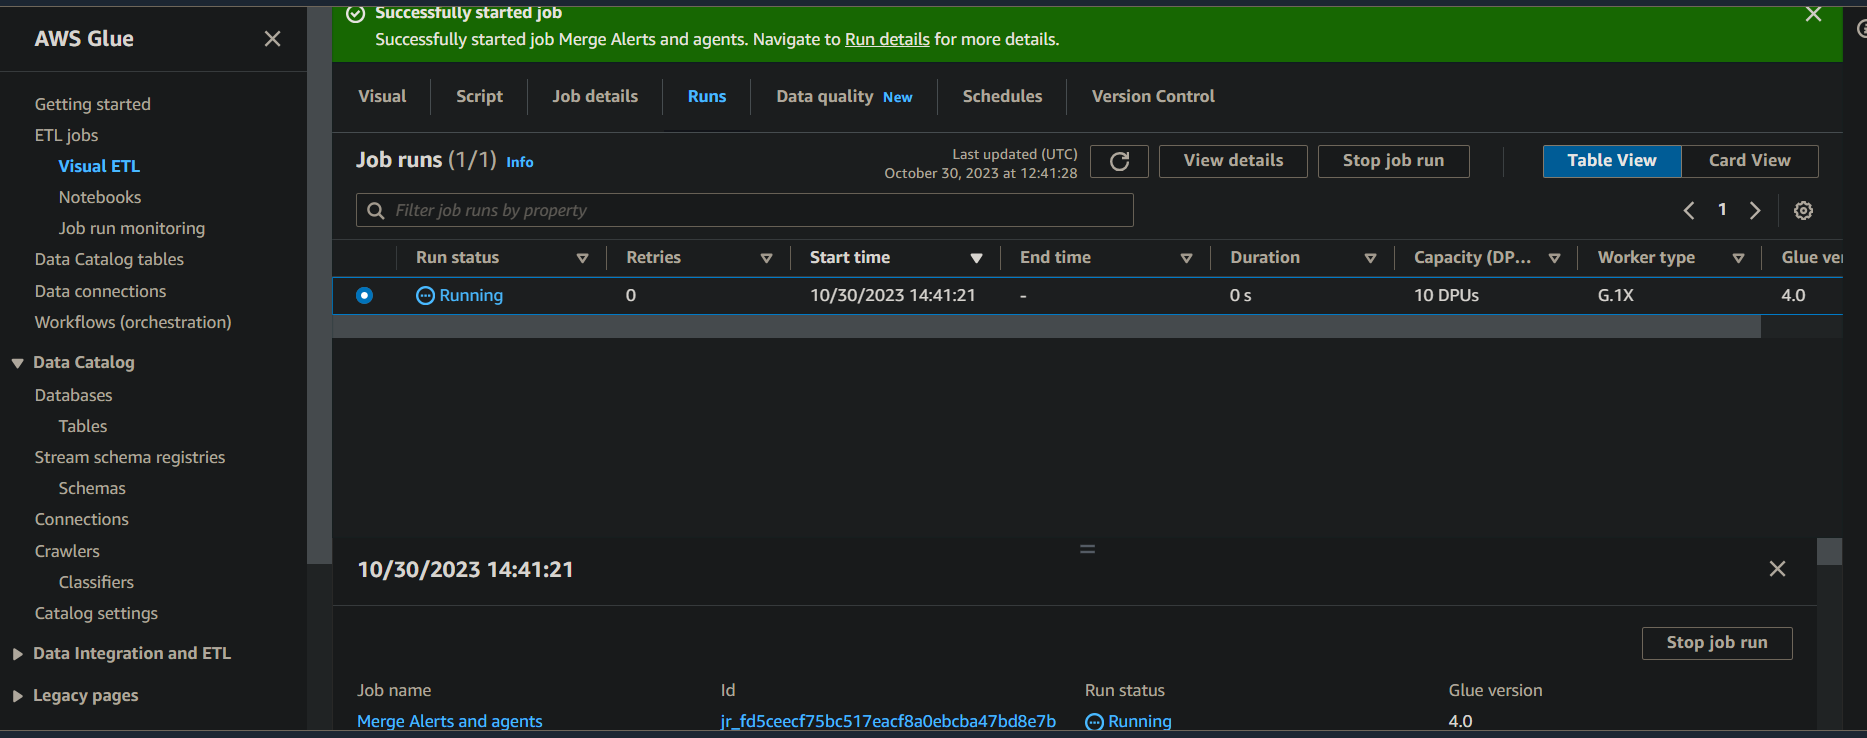 AWS Glue
Getting started
ETL jobs
Visual ETL
Notebooks
Job run monitoring
Data Catalog tables
Data connections
Workflows (orchestration)
Data Catalog
Databases
Tables
Stream schema registries
Schemas
Connections
Crawlers
Classifiers
Catalog settings
Data Integration and ETL
Legacy pages
Successfully started job
Successfully started job Merge Alerts and agents. Navigate to Run details for more details.
Visual Script Job details Runs Data quality New Schedules Version Control
Job runs (1/1) Info
Last updated (UTC)
October 30, 2023 at 12:41:28
View details Stop job run Table View Card View
Filter job runs by property
1
Run status Retries Start time End time Duration Capacity (DP... Worker type Glue ve
Running 0 10/30/2023 14:41:21 - 0 s 10 DPUs G.1X 4.0
10/30/2023 14:41:21
Stop job run
Job name Id Run status Glue version
Merge Alerts and agents jr_fd5ceecf75bc517eacf8a0ebcba47bd8e7b Running 4.0